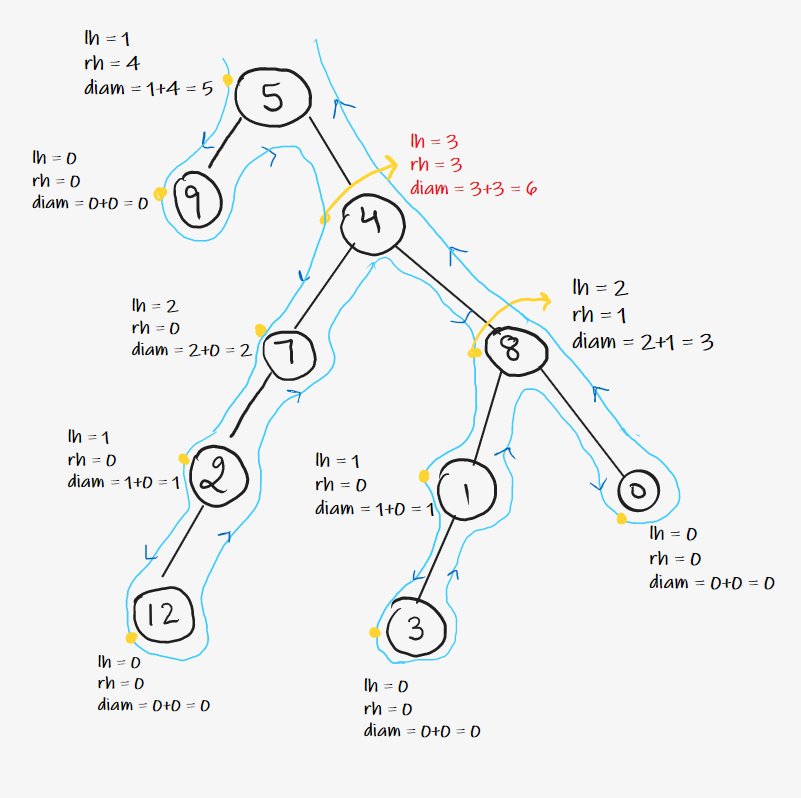 lh = 1
rh = 4
diam = 1+4 = 5
5
lh = 3
rh = 3
diam = 3+3 = 6
lh = 0
rh = 0
diam = 0+0 = 0
9
4
lh = 2
rh = 0
diam = 2+0 = 2
7
lh = 2
rh = 1
diam = 2+1 = 3
8
lh = 1
rh = 0
diam = 1+0 = 1
2
lh = 1
rh = 0
diam = 1+0 = 1
1
0
lh = 0
rh = 0
diam = 0+0 = 0
12
3
lh = 0
rh = 0
diam = 0+0 = 0
lh = 0
rh = 0
diam = 0+0 = 0